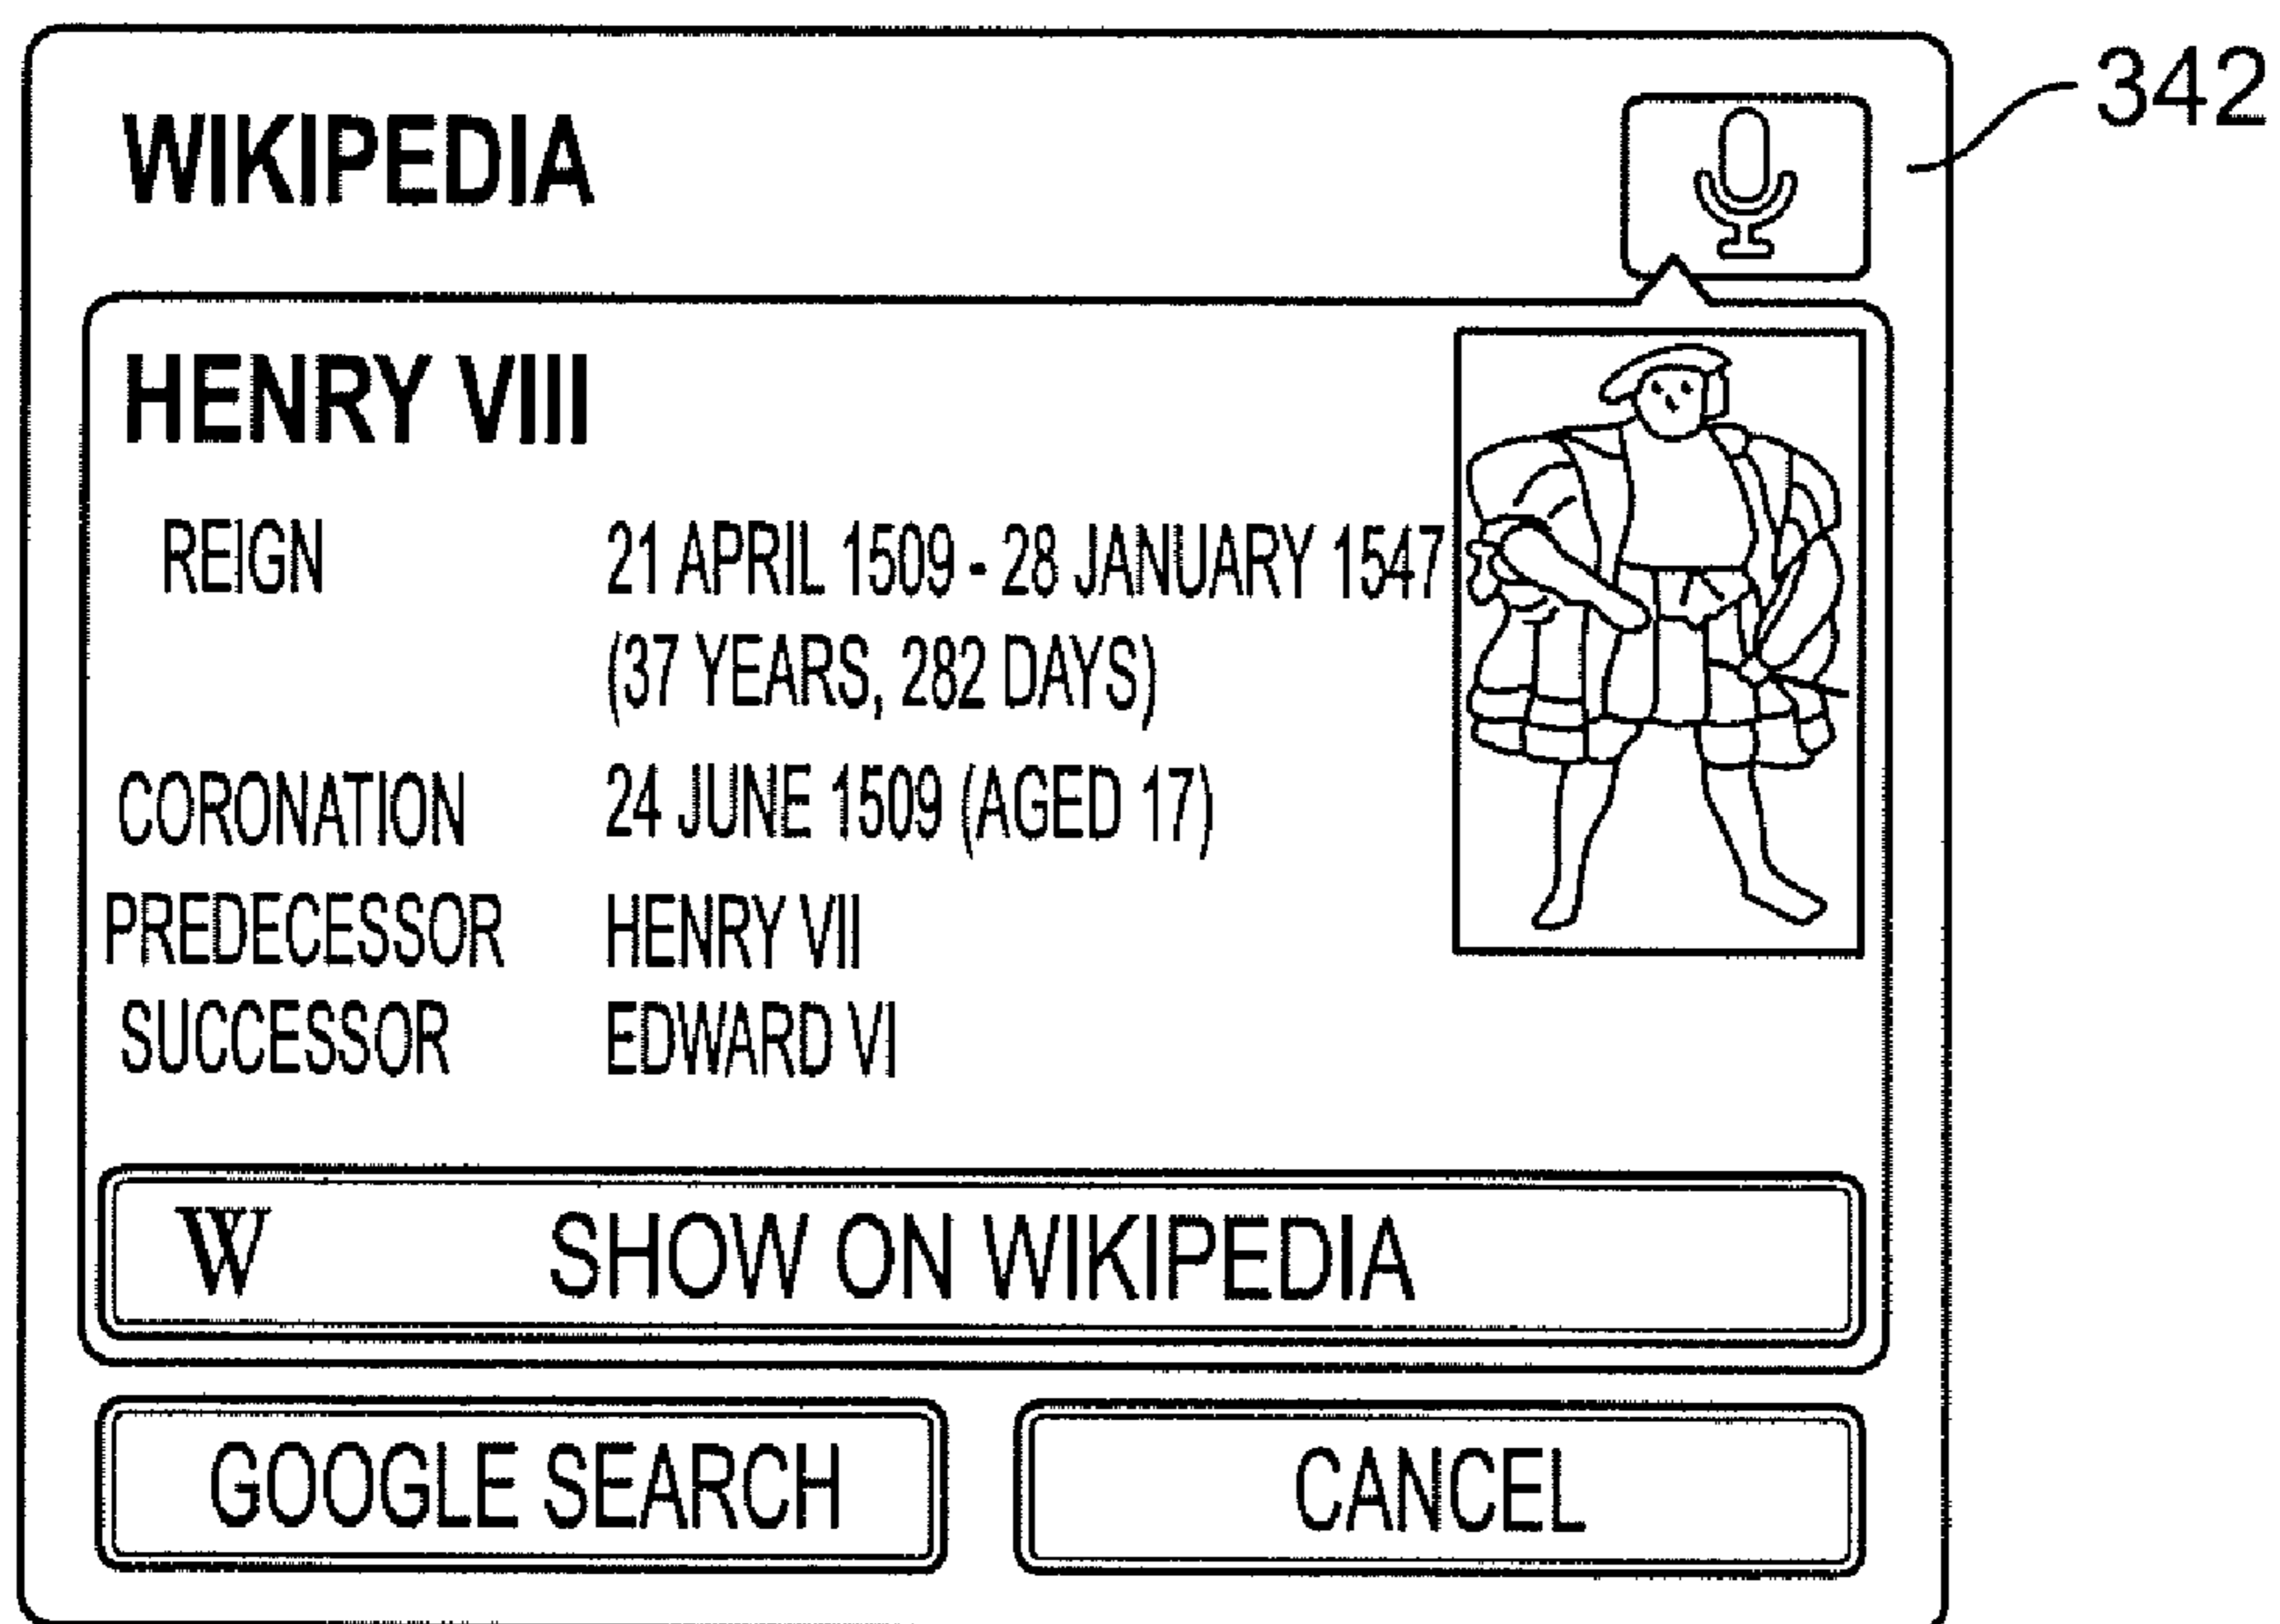 WIKIPEDIA
342
HENRY VIII
REIGN 21 APRIL 1509 - 28 JANUARY 1547
(37 YEARS, 282 DAYS)
CORONATION 24 JUNE 1509 (AGED 17)
PREDECESSOR HENRY VII
SUCCESSOR EDWARD VI
W SHOW ON WIKIPEDIA
GOOGLE SEARCH CANCEL